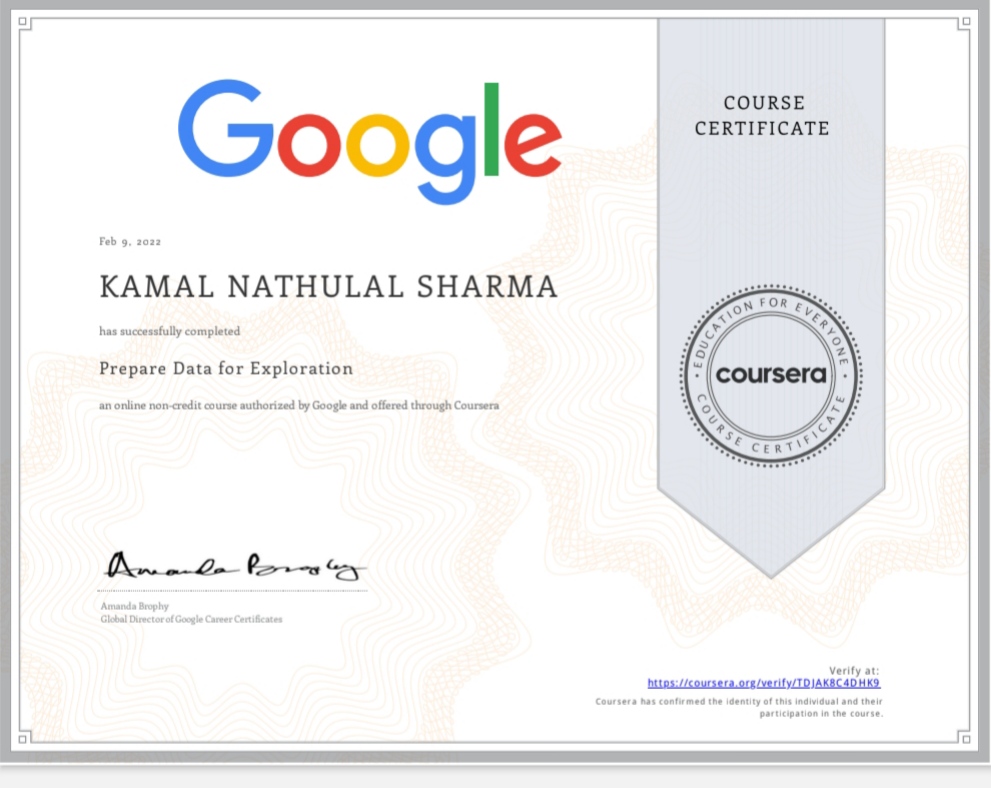 Google
COURSE
CERTIFICATE
Feb 9, 2022
KAMAL NATHULAL SHARMA
has successfully completed
Prepare Data for Exploration
an online non-credit course authorized by Google and offered through Coursera
EDUCATION FOR EVERYONE
coursera
COURSE CERTIFICATE
Amanda Brophy
Amanda Brophy
Global Director of Google Career Certificates
Verify at:
https://coursera.org/verify/TDJAK8C4DHK9
Coursera has confirmed the identity of this individual and their
participation in the course.